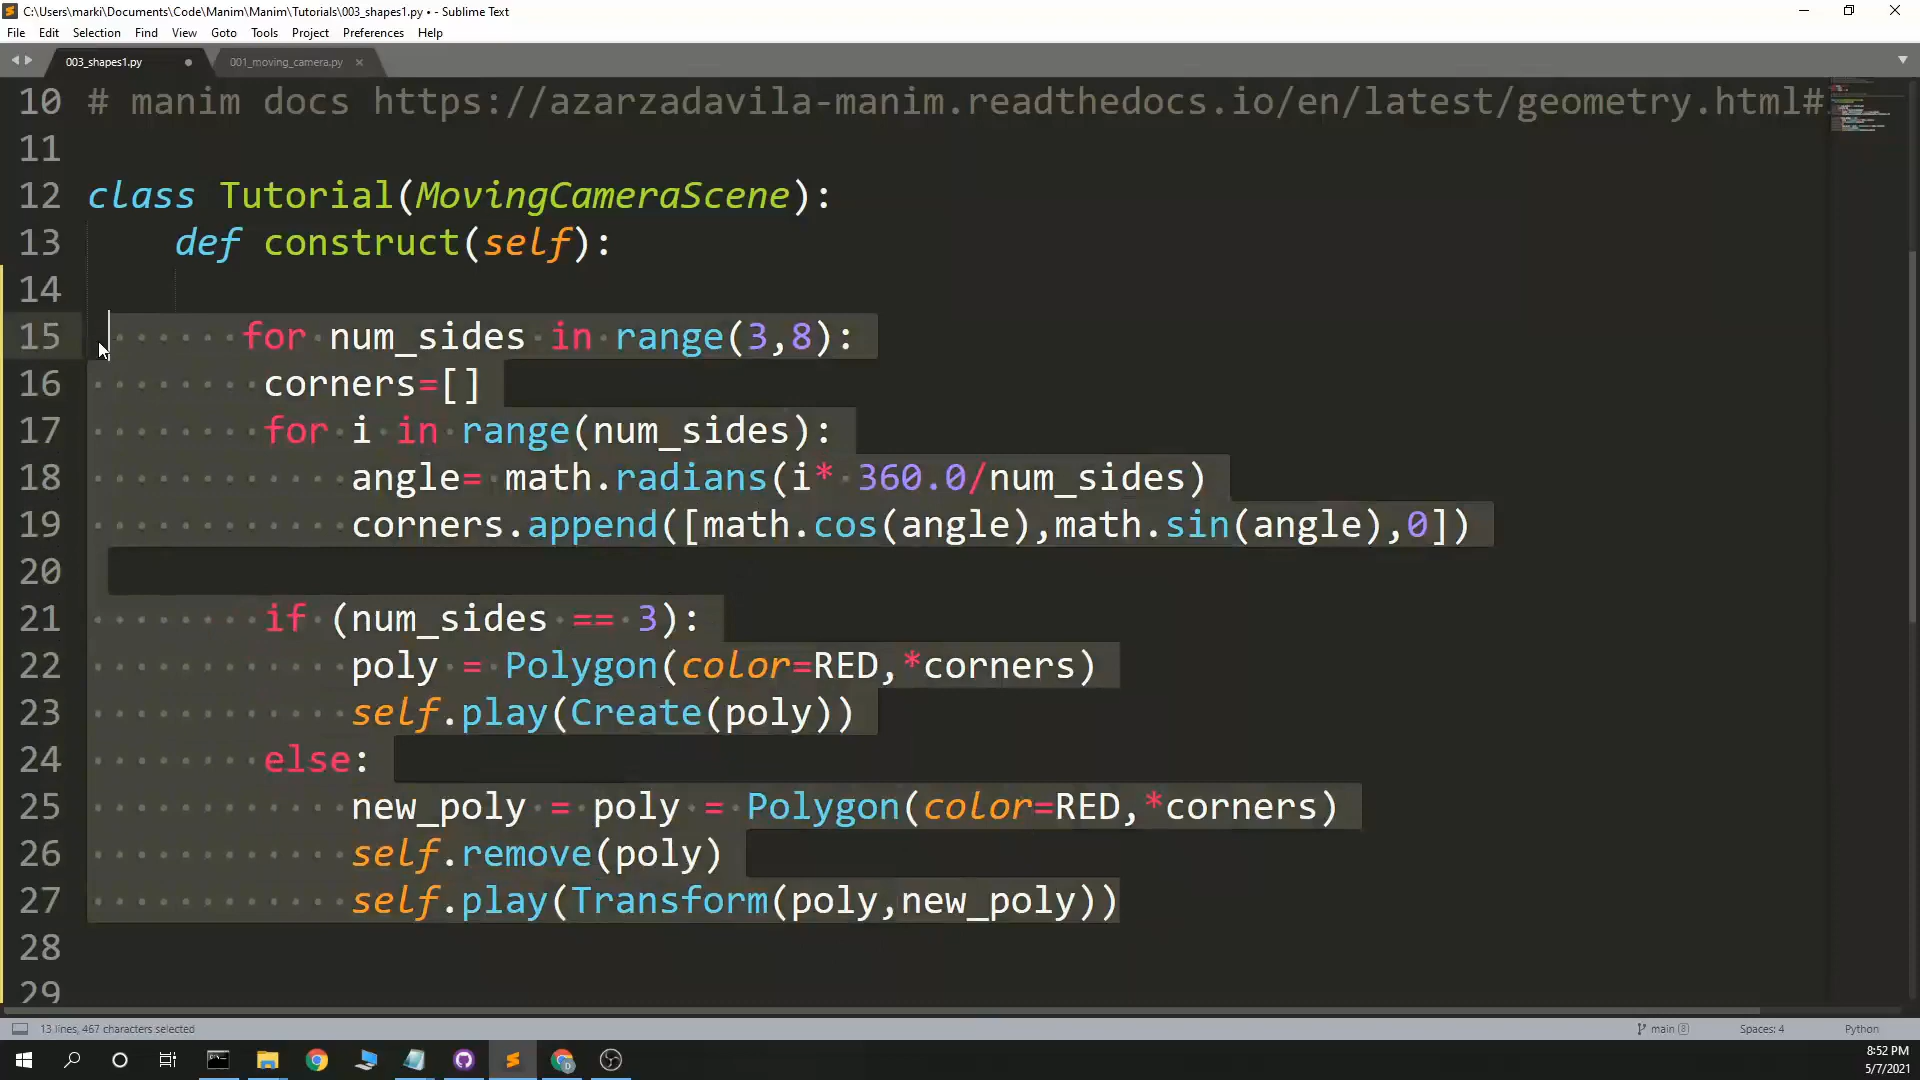 C:\Users\marki\Documents\Code\Manim\Manim\Tutorials\003_shapes1.py • - Sublime Text
File Edit Selection Find View Goto Tools Project Preferences Help
003_shapes1.py 001_moving_camera.py
10 # manim docs https://azarzadavila-manim.readthedocs.io/en/latest/geometry.html#
11
12 class Tutorial(MovingCameraScene):
13 def construct(self):
14
15 for num_sides in range(3,8):
16 corners=[]
17 for i in range(num_sides):
18 angle= math.radians(i* 360.0/num_sides)
19 corners.append([math.cos(angle),math.sin(angle),0])
20
21 if (num_sides == 3):
22 poly = Polygon(color=RED,*corners)
23 self.play(Create(poly))
24 else:
25 new_poly = poly = Polygon(color=RED,*corners)
26 self.remove(poly)
27 self.play(Transform(poly,new_poly))
28
29
13 lines, 467 characters selected main 8 Spaces: 4 Python
8:52 PM
5/7/2021